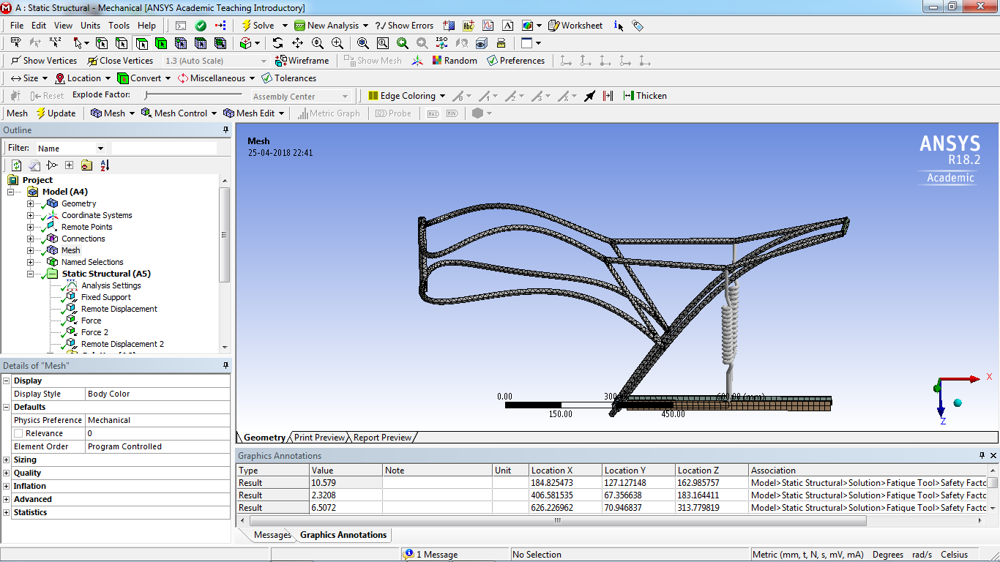 A : Static Structural - Mechanical [ANSYS Academic Teaching Introductory]
File Edit View Units Tools Help Solve New Analysis ?/ Show Errors Worksheet
Show Vertices Close Vertices 1.3 (Auto Scale) Wireframe Show Mesh Random Preferences
Size Location Convert Miscellaneous Tolerances
Reset Explode Factor: Assembly Center Edge Coloring Thicken
Mesh Update Mesh Mesh Control Mesh Edit Metric Graph Probe MAX MIN
Outline
Filter: Name
Project
Model (A4)
Geometry
Coordinate Systems
Remote Points
Connections
Mesh
Named Selections
Static Structural (A5)
Analysis Settings
Fixed Support
Remote Displacement
Force
Force 2
Remote Displacement 2
Details of "Mesh"
Display
Display Style Body Color
Defaults
Physics Preference Mechanical
Relevance 0
Element Order Program Controlled
Sizing
Quality
Inflation
Advanced
Statistics
Mesh
25-04-2018 22:41
ANSYS
R18.2
Academic
0.00 600.00 (mm)
150.00 450.00
X
Z
Geometry Print Preview Report Preview
Graphics Annotations
Type Value Note Unit Location X Location Y Location Z Association
Result 10.579 184.825473 127.127148 162.985757 Model>Static Structural>Solution>Fatigue Tool>Safety Facto
Result 2.3208 406.581535 67.356638 183.164411 Model>Static Structural>Solution>Fatigue Tool>Safety Facto
Result 6.5072 626.226962 70.946837 313.779819 Model>Static Structural>Solution>Fatigue Tool>Safety Facto
Messages Graphics Annotations
1 Message No Selection Metric (mm, t, N, s, mV, mA) Degrees rad/s Celsius